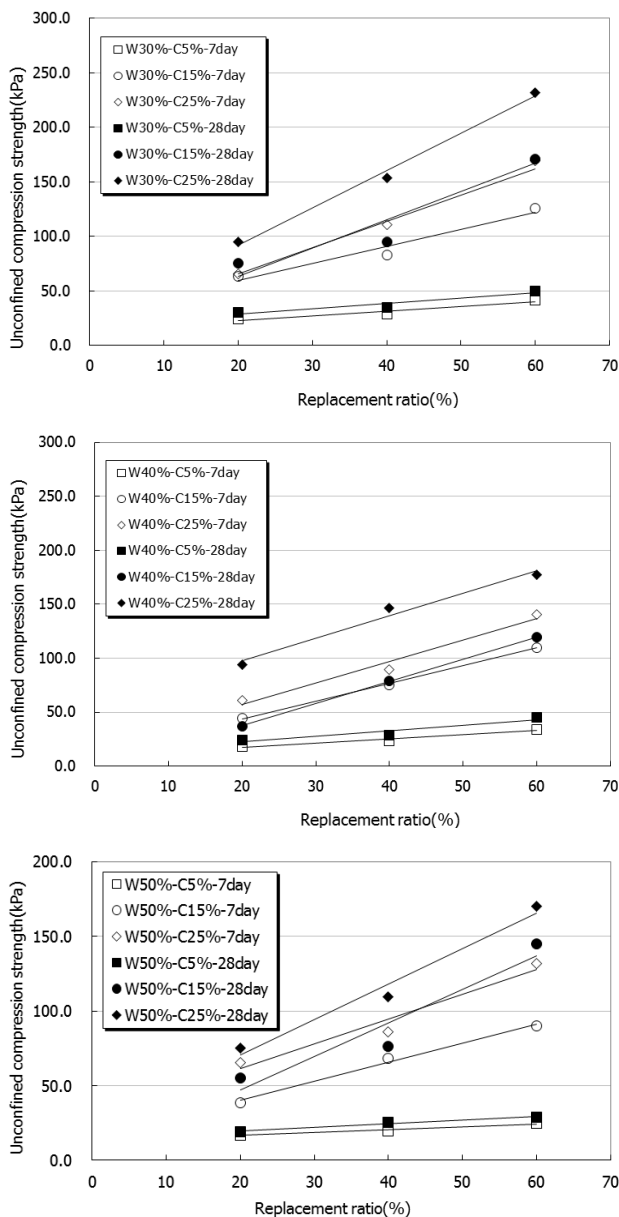 300.0
250.0
200.0
150.0
100.0
50.0
0.0
Unconfined compression strength(kPa)
W30%-C5%-7day
W30%-C15%-7day
W30%-C25%-7day
W30%-C5%-28day
W30%-C15%-28day
W30%-C25%-28day
0 10 20 30 40 50 60 70
Replacement ratio(%)
300.0
250.0
200.0
150.0
100.0
50.0
0.0
Unconfined compression strength(kPa)
W40%-C5%-7day
W40%-C15%-7day
W40%-C25%-7day
W40%-C5%-28day
W40%-C15%-28day
W40%-C25%-28day
0 10 20 30 40 50 60 70
Replacement ratio(%)
200.0
150.0
100.0
50.0
0.0
Unconfined compression strength(kPa)
W50%-C5%-7day
W50%-C15%-7day
W50%-C25%-7day
W50%-C5%-28day
W50%-C15%-28day
W50%-C25%-28day
0 10 20 30 40 50 60 70
Replacement ratio(%)